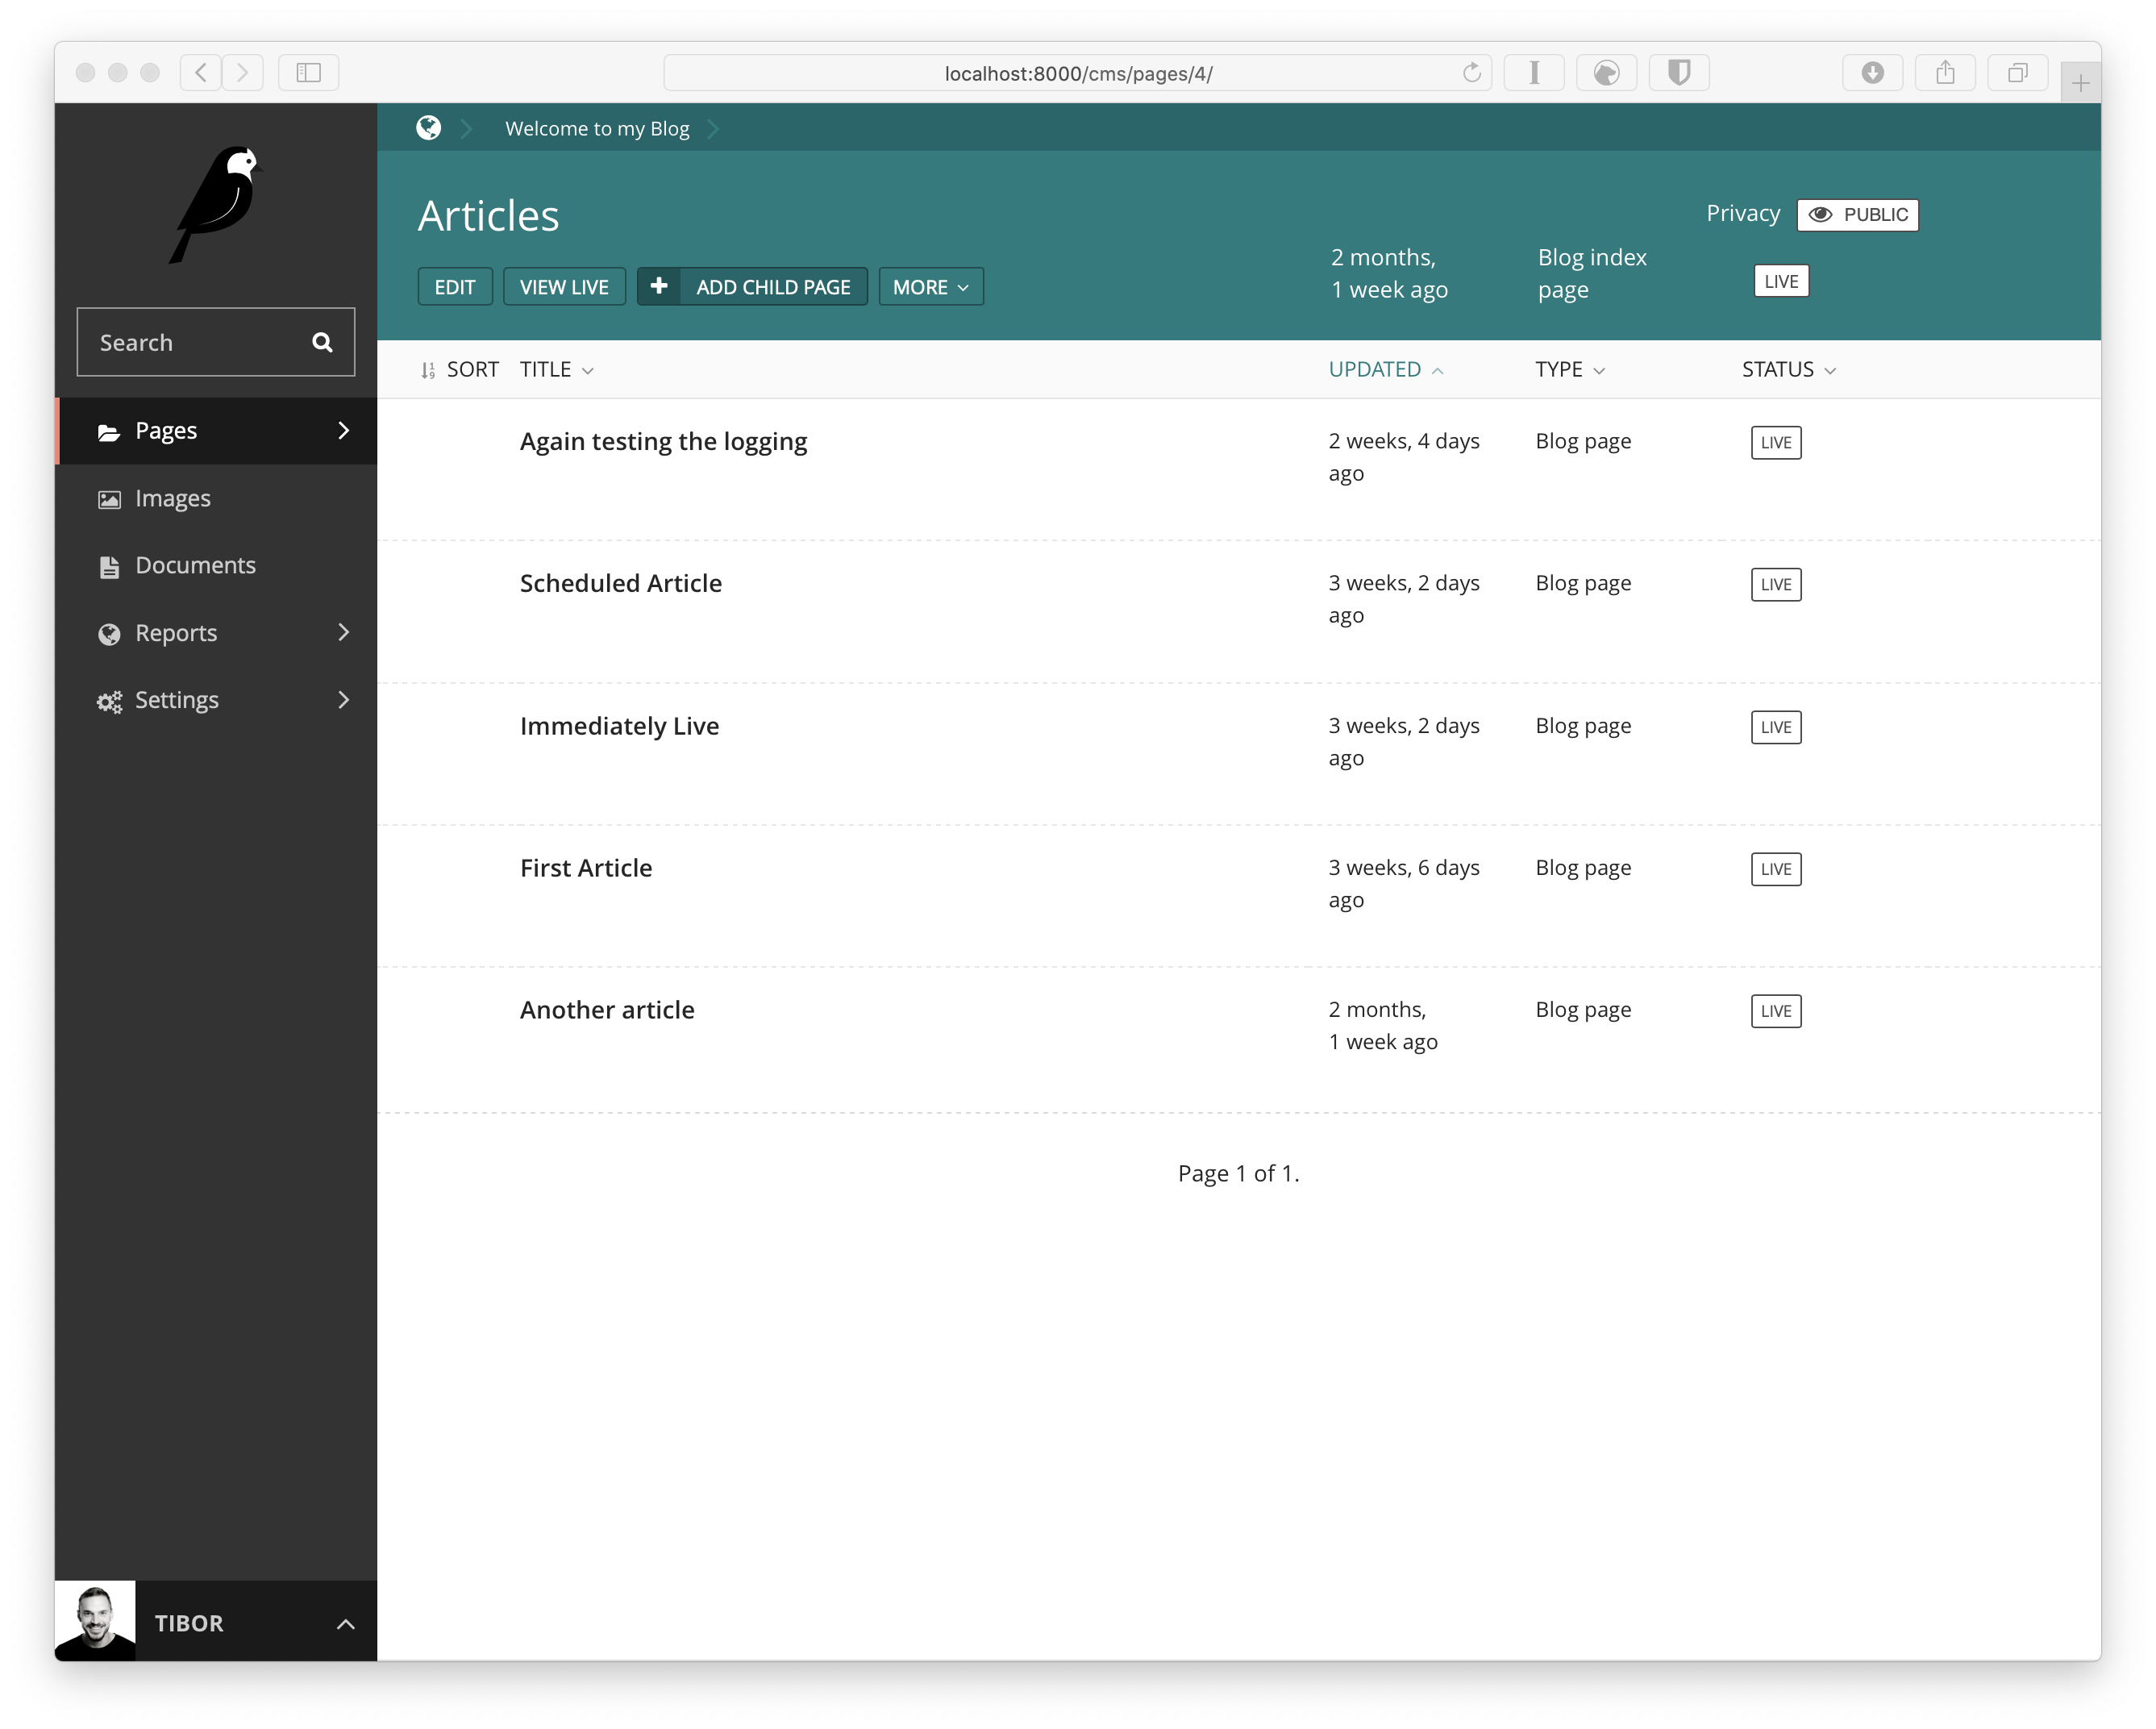 localhost:8000/cms/pages/4/
Welcome to my Blog
Articles
Privacy PUBLIC
EDIT VIEW LIVE ADD CHILD PAGE MORE
2 months,
1 week ago
Blog index
page
LIVE
Search
Pages
Images
Documents
Reports
Settings
SORT TITLE UPDATED TYPE STATUS
Again testing the logging 2 weeks, 4 days Blog page LIVE
ago
Scheduled Article 3 weeks, 2 days Blog page LIVE
ago
Immediately Live 3 weeks, 2 days Blog page LIVE
ago
First Article 3 weeks, 6 days Blog page LIVE
ago
Another article 2 months, Blog page LIVE
1 week ago
Page 1 of 1.
TIBOR